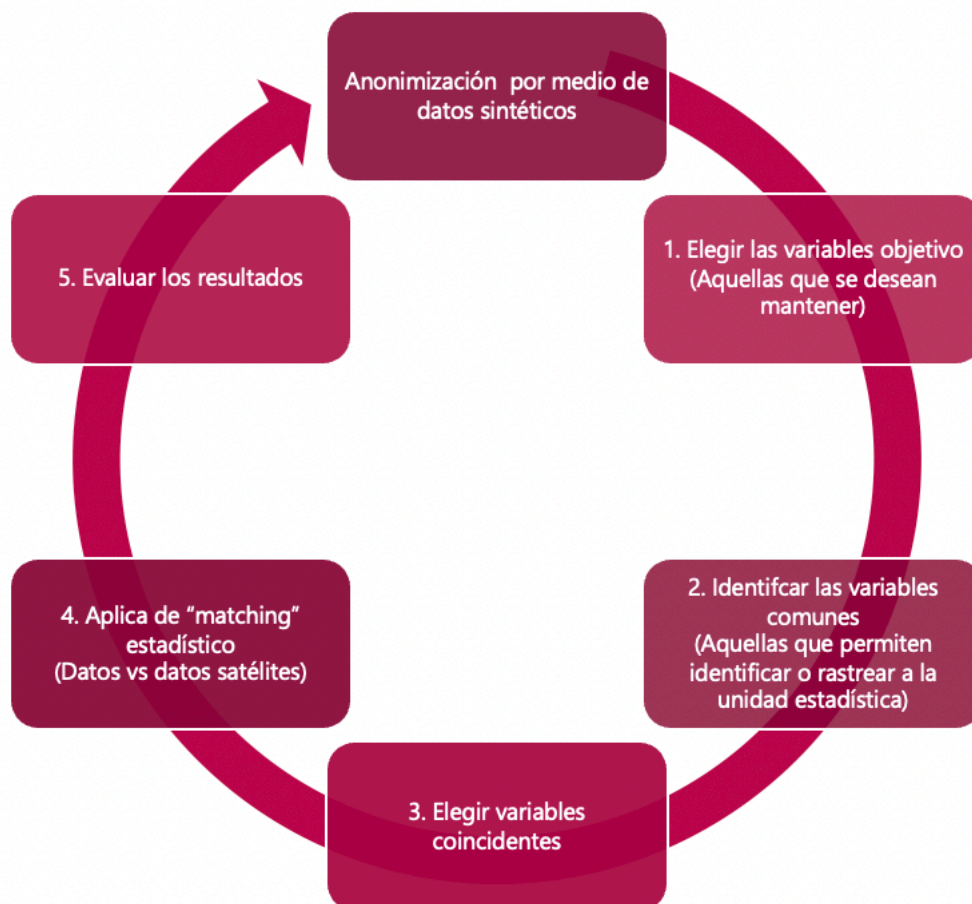 Anonimización por medio de
datos sintéticos
1. Elegir las variables objetivo
(Aquellas que se desean
mantener)
2. Identifcar las variables
comunes
(Aquellas que permiten
identificar o rastrear a la
unidad estadística)
3. Elegir variables
coincidentes
4. Aplica de “matching”
estadístico
(Datos vs datos satélites)
5. Evaluar los resultados